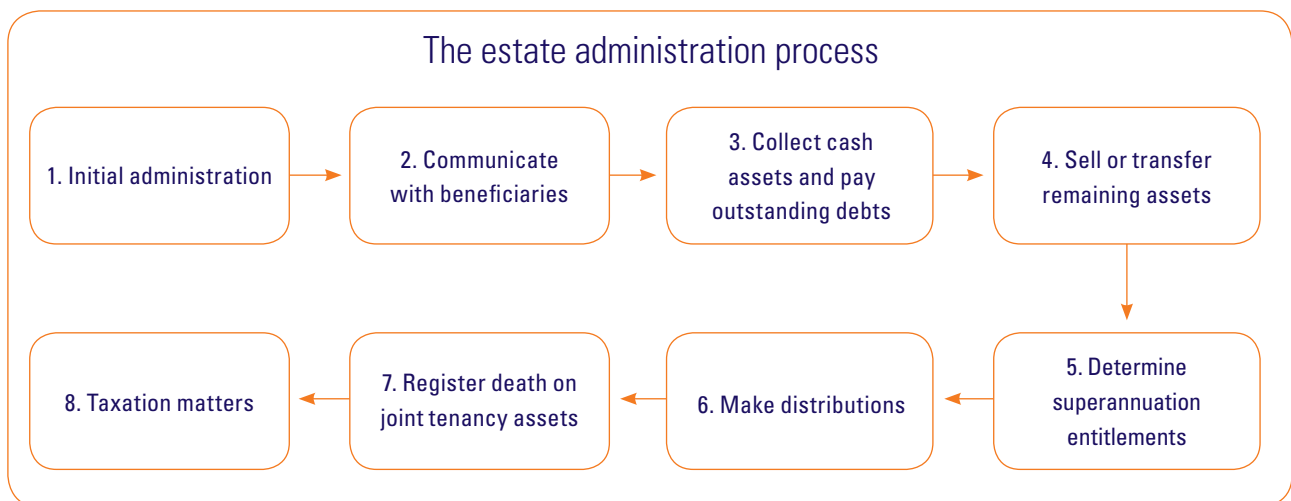 The estate administration process
1. Initial administration
2. Communicate
with beneficiaries
3. Collect cash
assets and pay
outstanding debts
4. Sell or transfer
remaining assets
5. Determine
superannuation
entitlements
6. Make distributions
7. Register death on
joint tenancy assets
8. Taxation matters